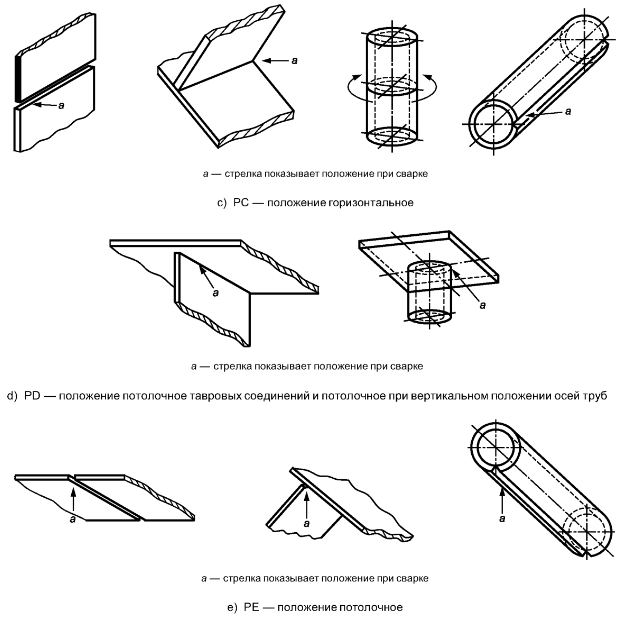 a
a
a
a — стрелка показывает положение при сварке
c) PC — положение горизонтальное
a
a
a — стрелка показывает положение при сварке
d) PD — положение потолочное тавровых соединений и потолочное при вертикальном положении осей труб
a
a
a
a — стрелка показывает положение при сварке
e) PE — положение потолочное